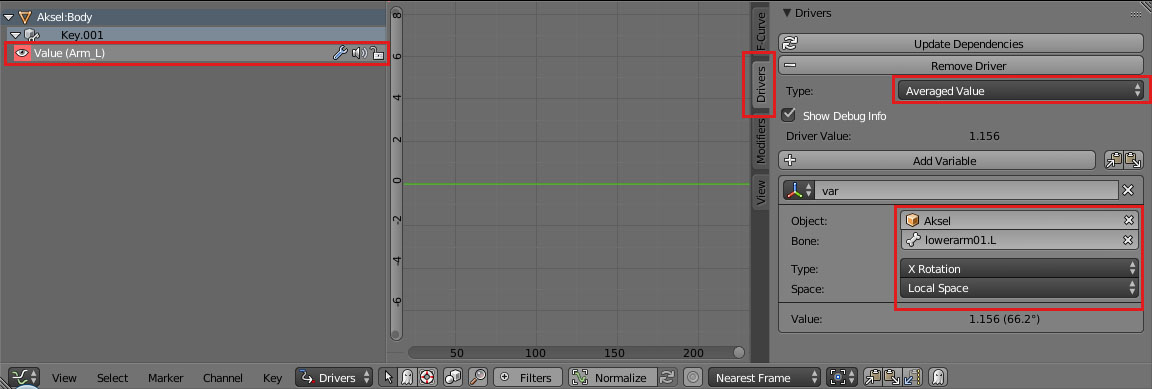 Aksel:Body
Key.001
Value (Arm_L)
8
6
4
2
0
-2
-4
-6
50
100
150
200
F-Curve
Drivers
Modifiers
View
Drivers
Update Dependencies
Remove Driver
Type:
Averaged Value
Show Debug Info
Driver Value:
1.156
Add Variable
var
Object:
Aksel
Bone:
lowerarm01.L
Type:
X Rotation
Space:
Local Space
Value:
1.156 (66.2°)
View
Select
Marker
Channel
Key
Drivers
Filters
Normalize
Nearest Frame